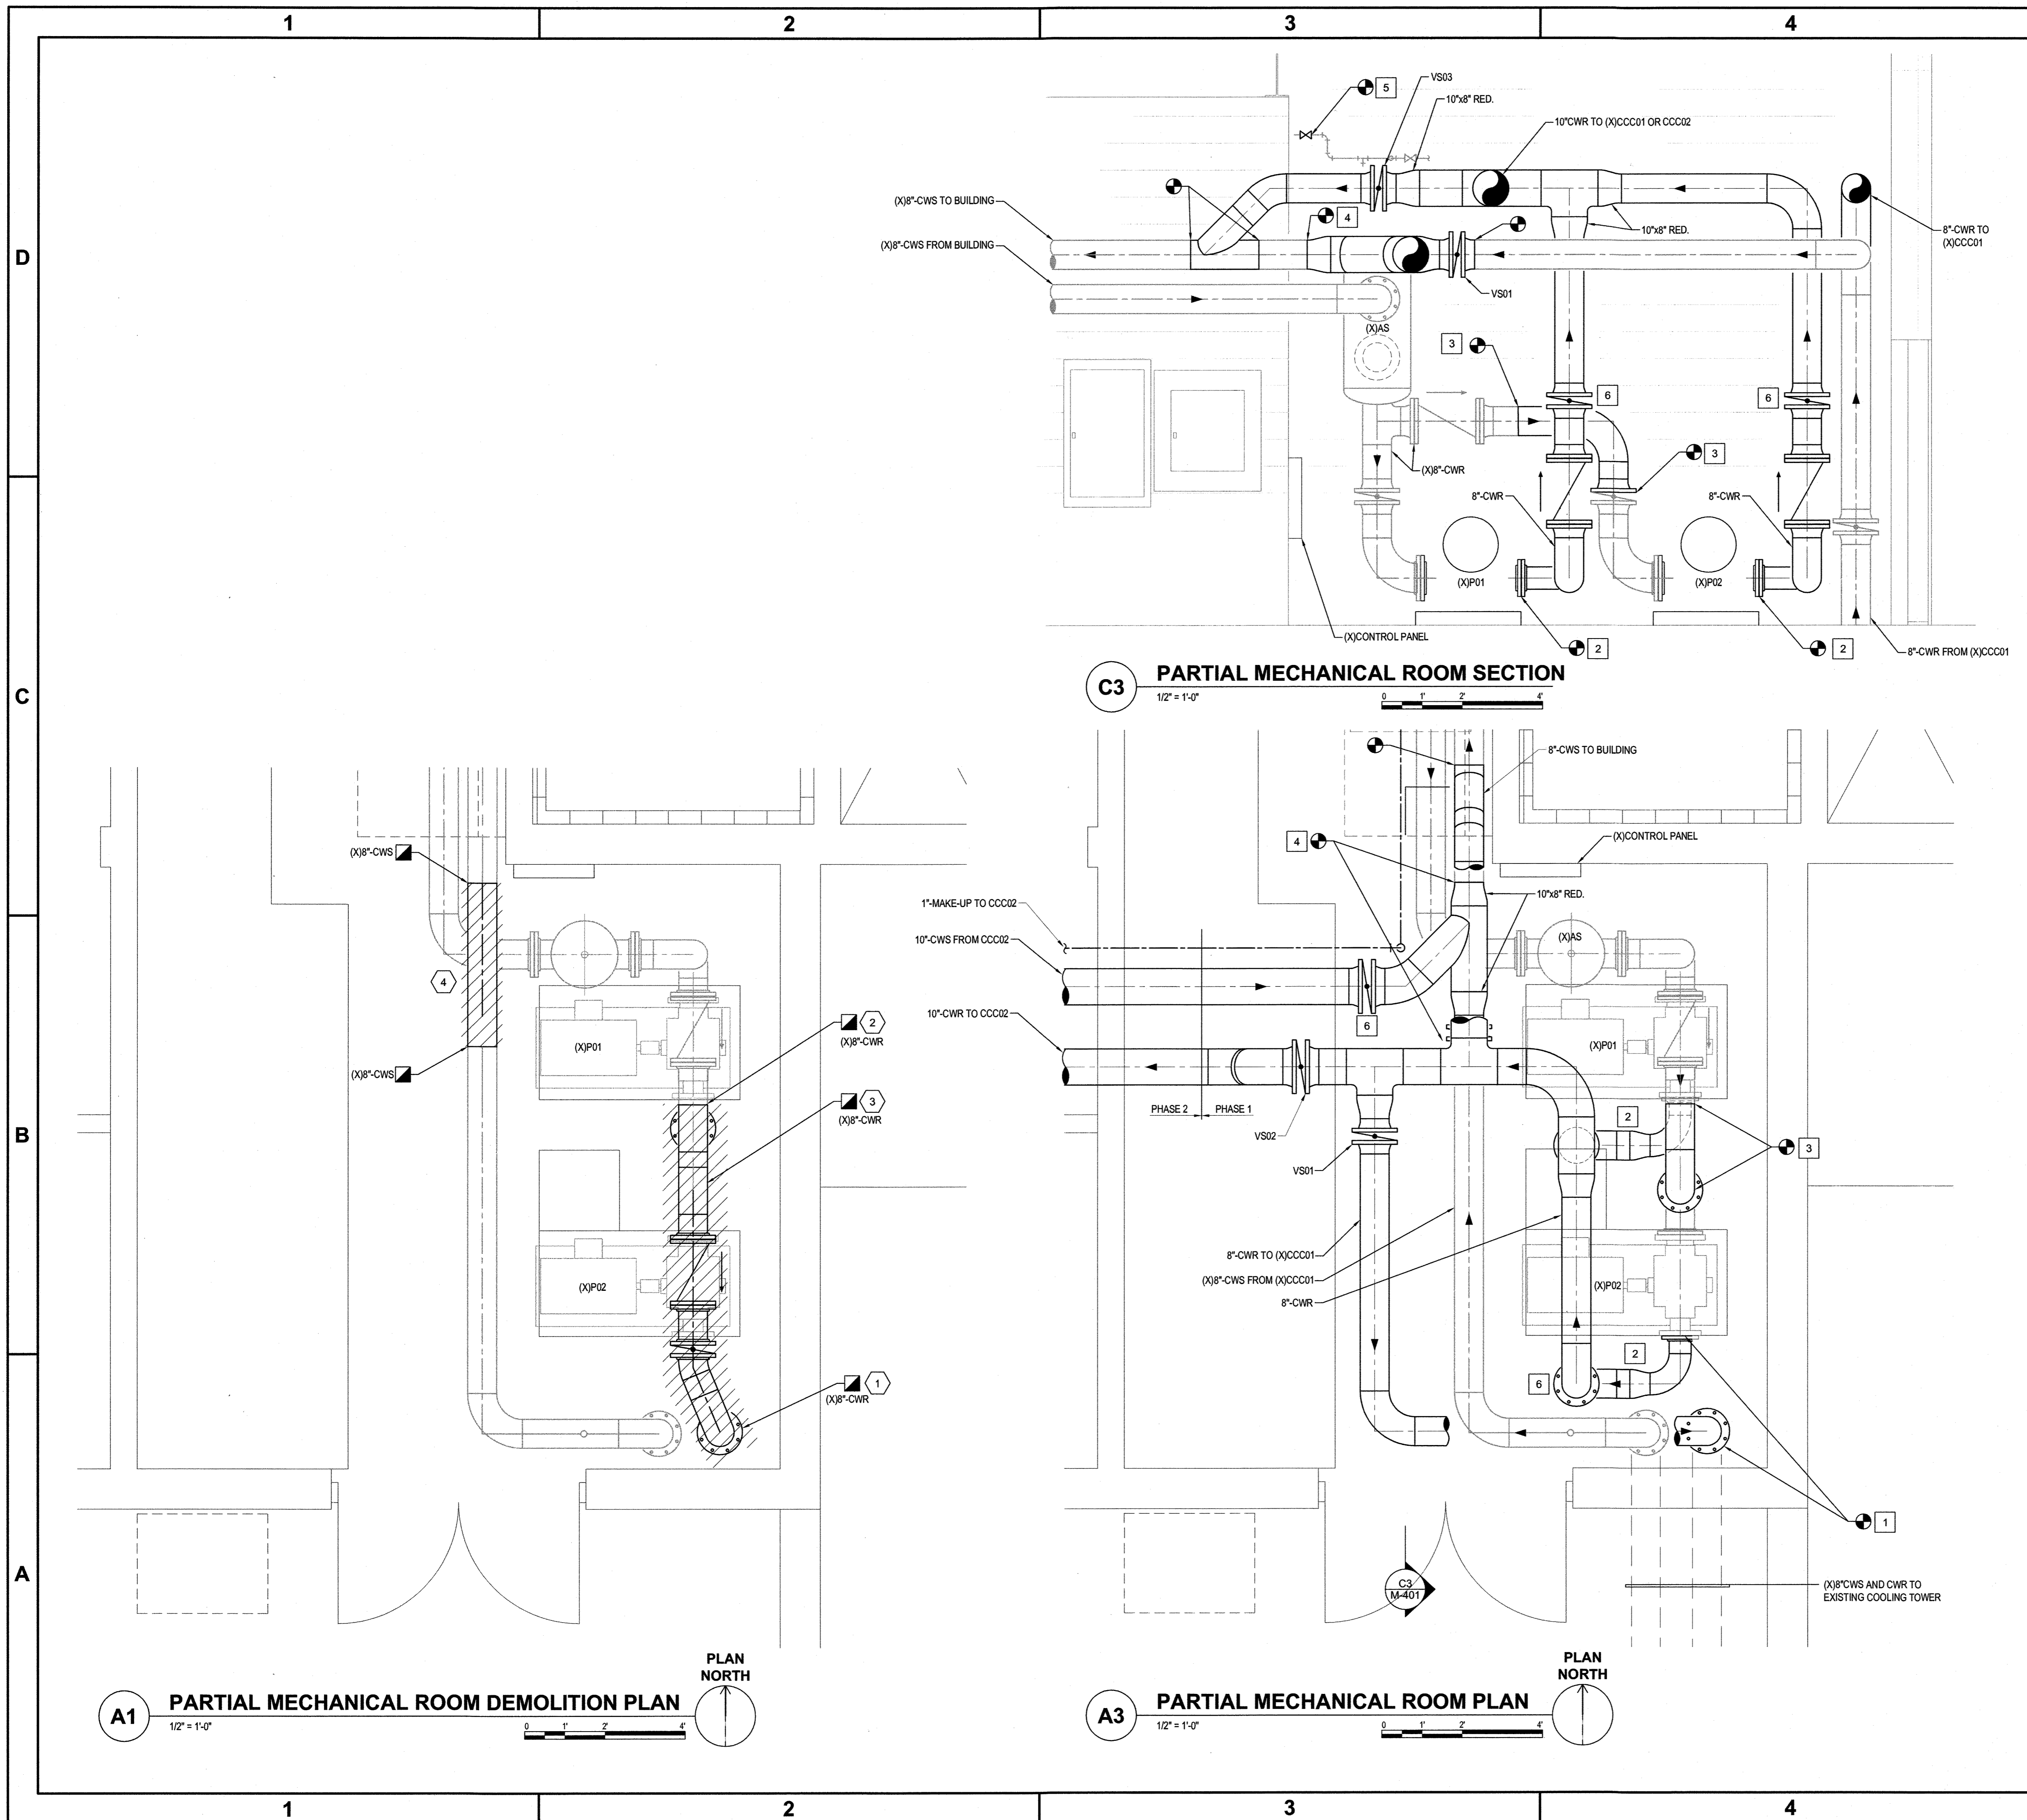 1
2
3
4
D
C
B
A
5
VS03
10"x8" RED.
10"CWR TO (X)CCC01 OR CCC02
(X)8"-CWS TO BUILDING
4
(X)8"-CWS FROM BUILDING
10"x8" RED.
8"-CWR TO
(X)CCC01
VS01
(X)AS
3
6
6
3
(X)8"-CWR
8"-CWR
8"-CWR
(X)P01
(X)P02
(X)CONTROL PANEL
2
2
8"-CWR FROM (X)CCC01
C3
PARTIAL MECHANICAL ROOM SECTION
1/2" = 1'-0"
0 1' 2' 4'
(X)8"-CWS
4
(X)P01
2
(X)8"-CWR
(X)8"-CWS
3
(X)8"-CWR
(X)P02
1
(X)8"-CWR
PLAN
NORTH
A1
PARTIAL MECHANICAL ROOM DEMOLITION PLAN
1/2" = 1'-0"
0 1' 2' 4'
8"-CWS TO BUILDING
4
(X)CONTROL PANEL
10"x8" RED.
1"-MAKE-UP TO CCC02
10"-CWS FROM CCC02
(X)AS
10"-CWR TO CCC02
6
(X)P01
PHASE 2
PHASE 1
VS02
2
3
VS01
8"-CWR TO (X)CCC01
(X)8"-CWS FROM (X)CCC01
8"-CWR
(X)P02
2
6
1
C3
M-401
(X)8"CWS AND CWR TO
EXISTING COOLING TOWER
PLAN
NORTH
A3
PARTIAL MECHANICAL ROOM PLAN
1/2" = 1'-0"
0 1' 2' 4'
1
2
3
4